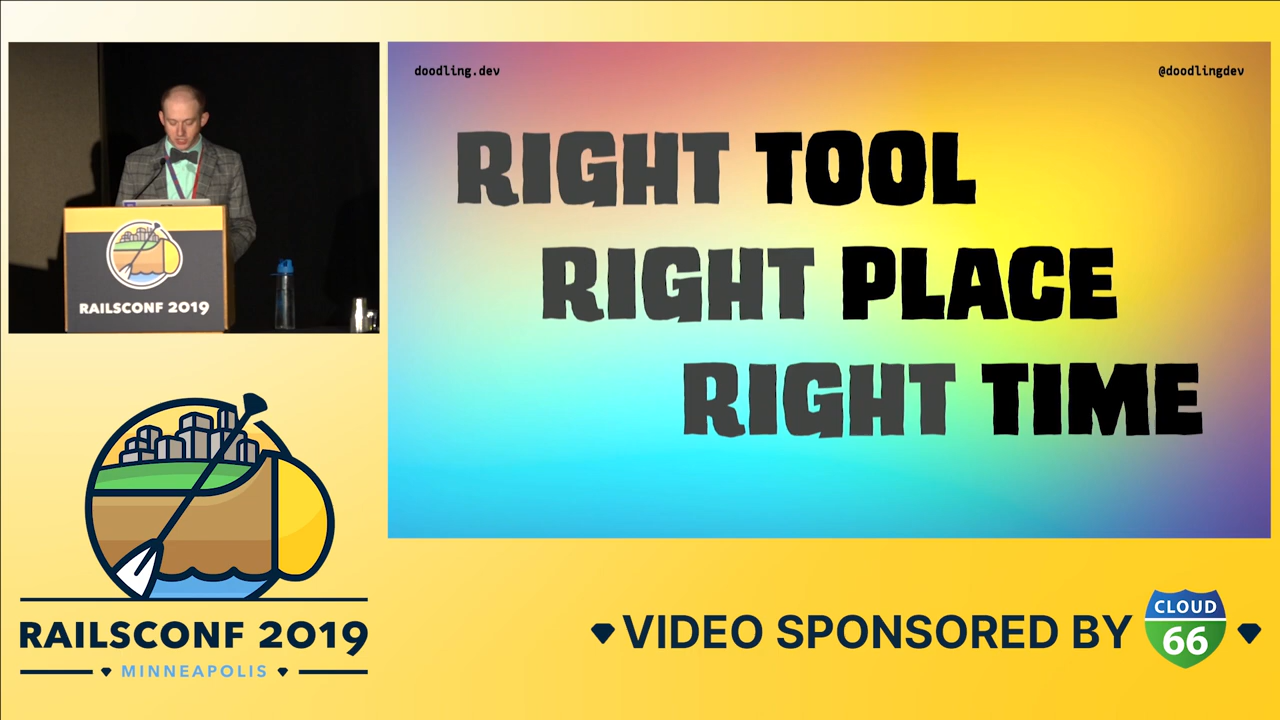 doodling.dev
@doodlingdev
RIGHT TOOL
RIGHT PLACE
RIGHT TIME
RAILSCONF 2019
RAILSCONF 2019
MINNEAPOLIS
VIDEO SPONSORED BY
CLOUD
66